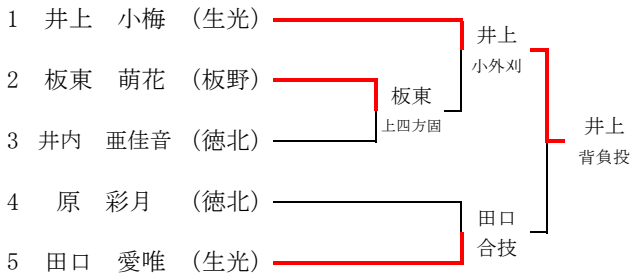 1 井上 小梅 (生光)
2 板東 萌花 (板野)
3 井内 亜佳音 (徳北)
4 原 彩月 (徳北)
5 田口 愛唯 (生光)
板東
上四方固
井上
小外刈
田口
合技
井上
背負投